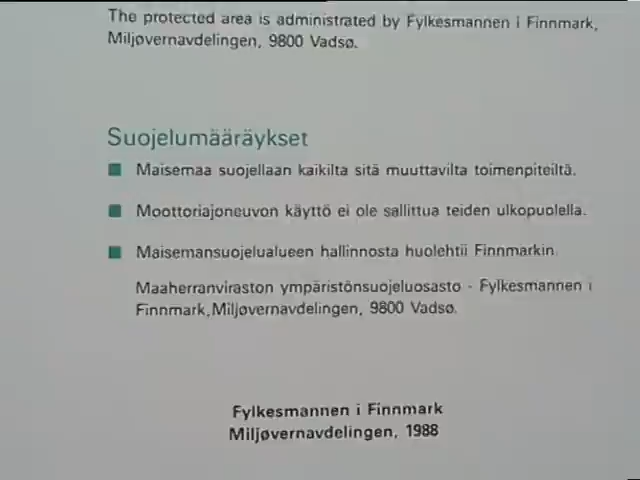 The protected area is administrated by Fylkesmannen i Finnmark,
Miljøvernavdelingen, 9800 Vadsø.
Suojelumääräykset
Maisemaa suojellaan kaikilta sitä muuttavilta toimenpiteiltä.
Moottoriajoneuvon käyttö ei ole sallittua teiden ulkopuolella.
Maisemansuojelualueen hallinnosta huolehtii Finnmarkin
Maaherranviraston ympäristönsuojeluosasto - Fylkesmannen i
Finnmark,Miljøvernavdelingen, 9800 Vadsø.
Fylkesmannen i Finnmark
Miljøvernavdelingen, 1988